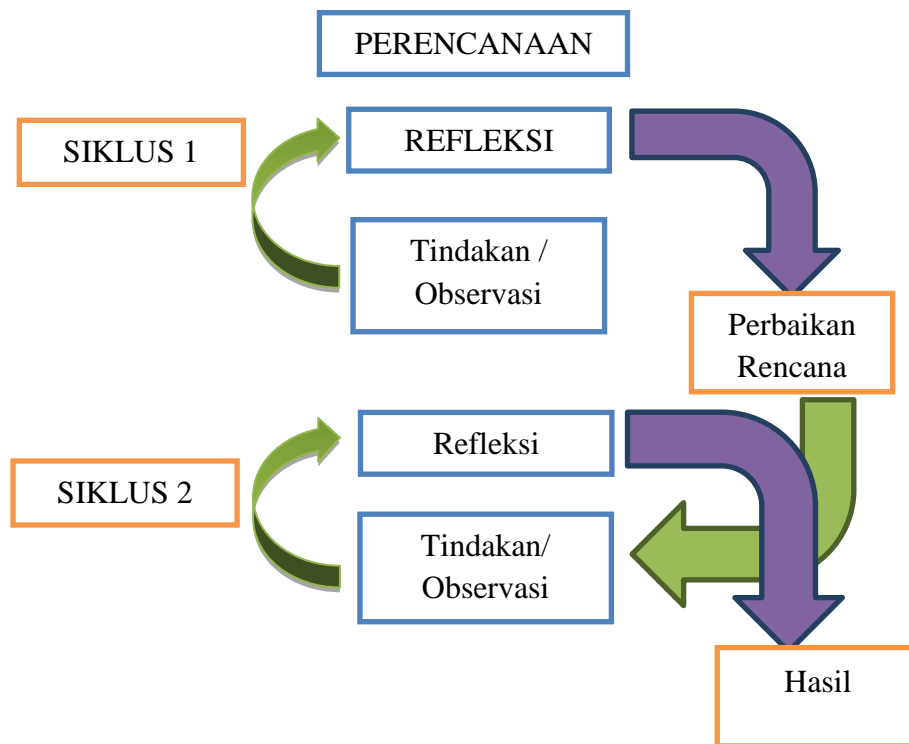 PERENCANAAN
SIKLUS 1
REFLEKSI
Tindakan /
Observasi
Perbaikan
Rencana
Refleksi
SIKLUS 2
Tindakan/
Observasi
Hasil